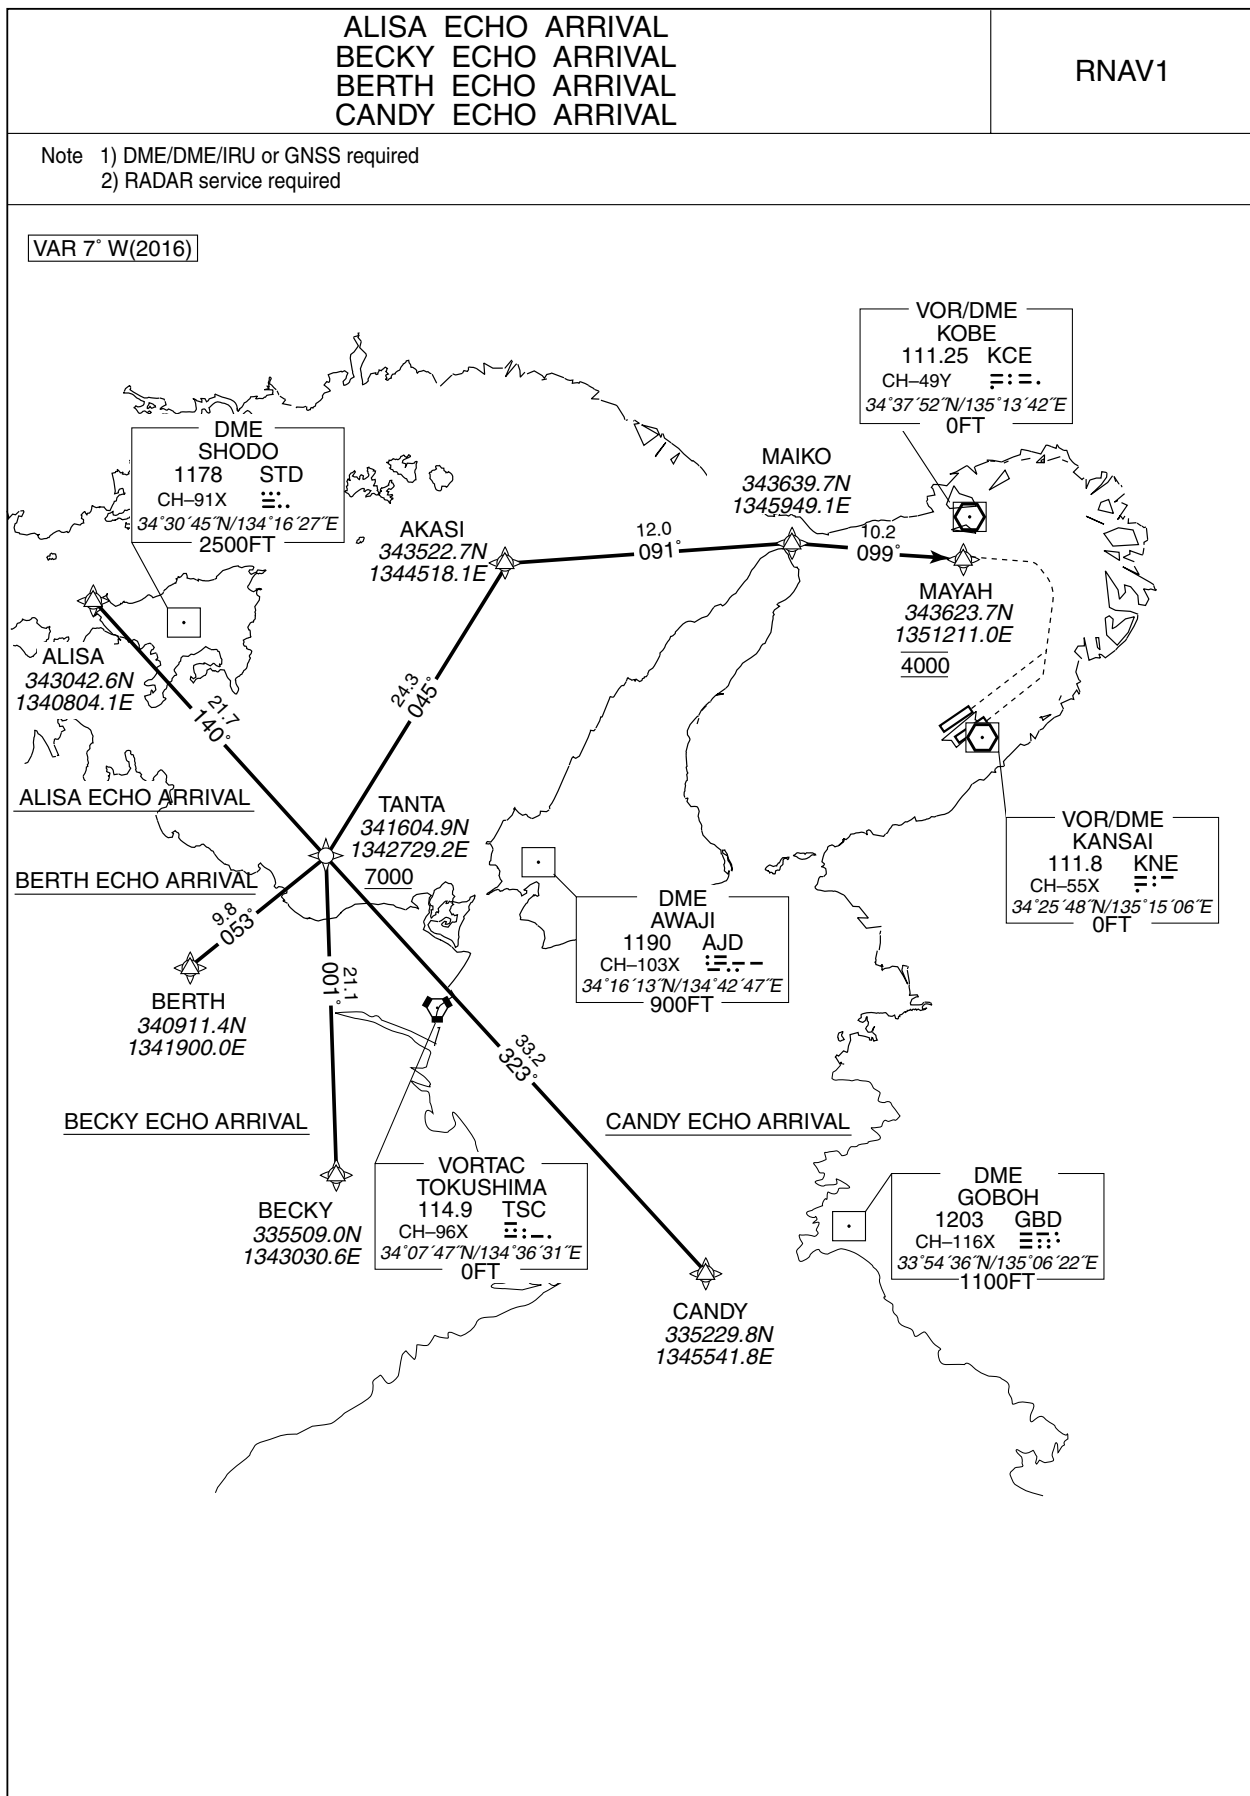 ALISA ECHO ARRIVAL
BECKY ECHO ARRIVAL
BERTH ECHO ARRIVAL
CANDY ECHO ARRIVAL
RNAV1
Note 1) DME/DME/IRU or GNSS required
2) RADAR service required
VAR 7° W(2016)
VOR/DME
KOBE
111.25 KCE
CH–49Y
34°37´52˝N/135°13´42˝E
0FT
DME
SHODO
1178 STD
CH–91X
34°30´45˝N/134°16´27˝E
2500FT
MAIKO
343639.7N
1345949.1E
AKASI
343522.7N
1344518.1E
12.0
091°
10.2
099°
MAYAH
343623.7N
1351211.0E
4000
ALISA
343042.6N
1340804.1E
21.7
140°
24.3
045°
ALISA ECHO ARRIVAL
TANTA
341604.9N
1342729.2E
7000
VOR/DME
KANSAI
111.8 KNE
CH–55X
34°25´48˝N/135°15´06˝E
0FT
BERTH ECHO ARRIVAL
9.8
053°
DME
AWAJI
1190 AJD
CH–103X
34°16´13˝N/134°42´47˝E
900FT
21.1
001°
BERTH
340911.4N
1341900.0E
33.2
323°
BECKY ECHO ARRIVAL
CANDY ECHO ARRIVAL
VORTAC
TOKUSHIMA
114.9 TSC
CH–96X
34°07´47˝N/134°36´31˝E
0FT
DME
GOBOH
1203 GBD
CH–116X
33°54´36˝N/135°06´22˝E
1100FT
BECKY
335509.0N
1343030.6E
CANDY
335229.8N
1345541.8E